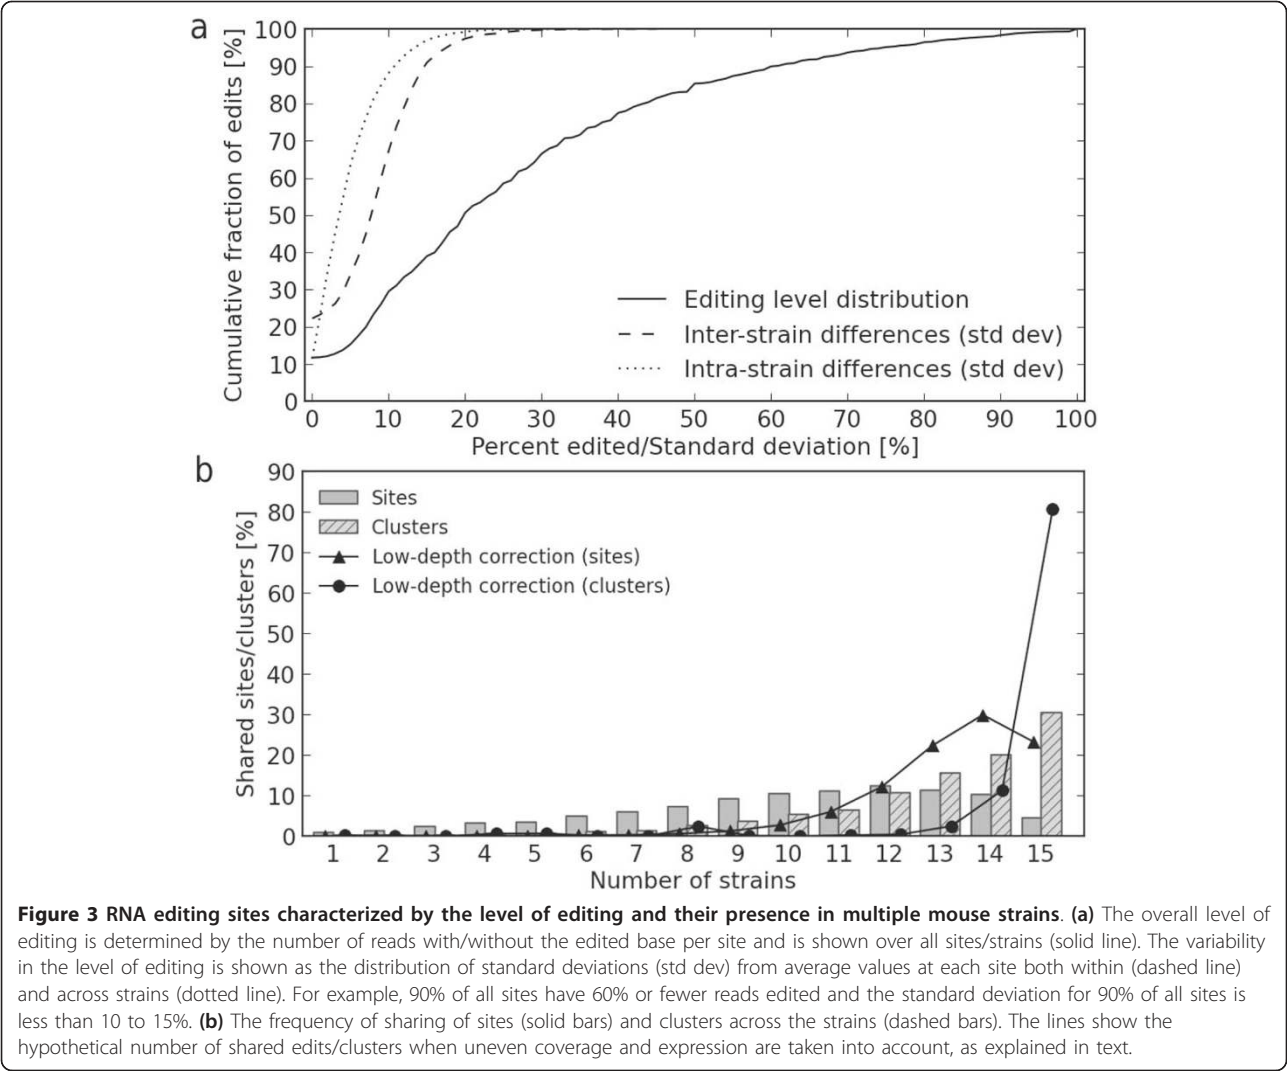 a
100
90
80
70
60
50
40
30
20
10
0
Cumulative fraction of edits [%]
Editing level distribution
Inter-strain differences (std dev)
Intra-strain differences (std dev)
0 10 20 30 40 50 60 70 80 90 100
Percent edited/Standard deviation [%]
b
90
80
70
60
50
40
30
20
10
0
Shared sites/clusters [%]
Sites
Clusters
Low-depth correction (sites)
Low-depth correction (clusters)
1 2 3 4 5 6 7 8 9 10 11 12 13 14 15
Number of strains
Figure 3 RNA editing sites characterized by the level of editing and their presence in multiple mouse strains. (a) The overall level of
editing is determined by the number of reads with/without the edited base per site and is shown over all sites/strains (solid line). The variability
in the level of editing is shown as the distribution of standard deviations (std dev) from average values at each site both within (dashed line)
and across strains (dotted line). For example, 90% of all sites have 60% or fewer reads edited and the standard deviation for 90% of all sites is
less than 10 to 15%. (b) The frequency of sharing of sites (solid bars) and clusters across the strains (dashed bars). The lines show the
hypothetical number of shared edits/clusters when uneven coverage and expression are taken into account, as explained in text.